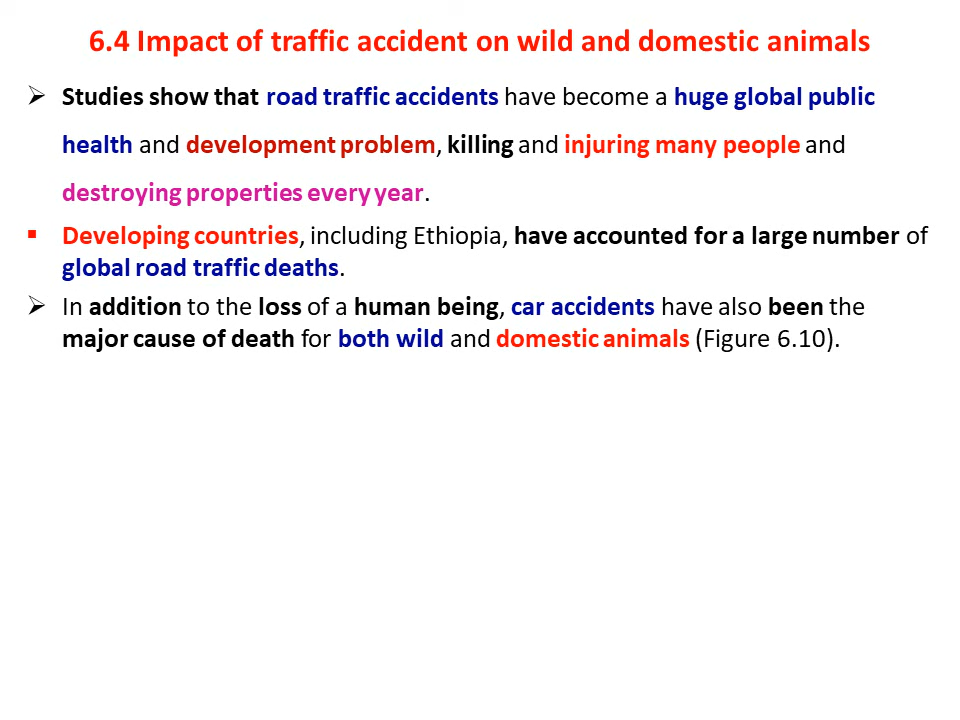 6.4 Impact of traffic accident on wild and domestic animals
➢ Studies show that road traffic accidents have become a huge global public
health and development problem, killing and injuring many people and
destroying properties every year.
▪ Developing countries, including Ethiopia, have accounted for a large number of
global road traffic deaths.
➢ In addition to the loss of a human being, car accidents have also been the
major cause of death for both wild and domestic animals (Figure 6.10).